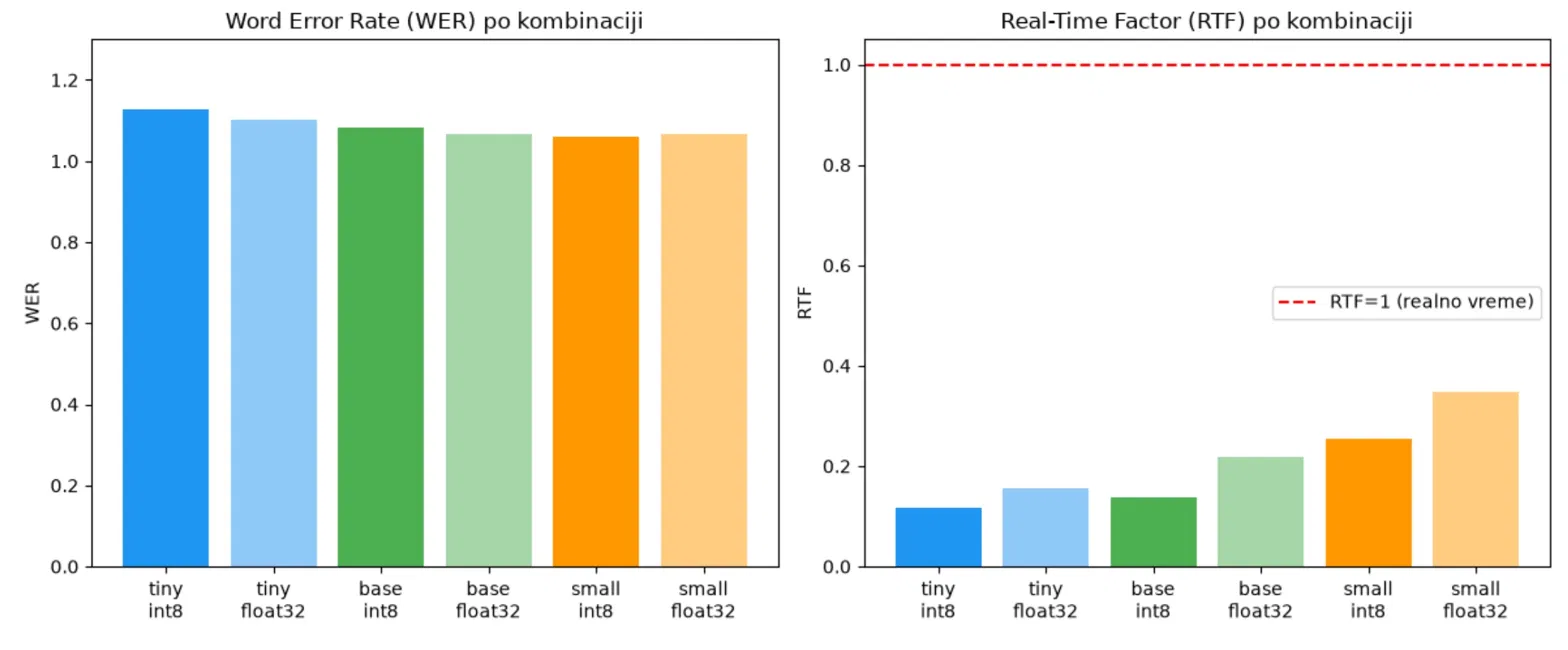 Word Error Rate (WER) po kombinaciji
WER
1.2
1.0
0.8
0.6
0.4
0.2
0.0
tiny int8
tiny float32
base int8
base float32
small int8
small float32
Real-Time Factor (RTF) po kombinaciji
RTF
1.0
0.8
0.6
0.4
0.2
0.0
RTF=1 (realno vreme)
tiny int8
tiny float32
base int8
base float32
small int8
small float32